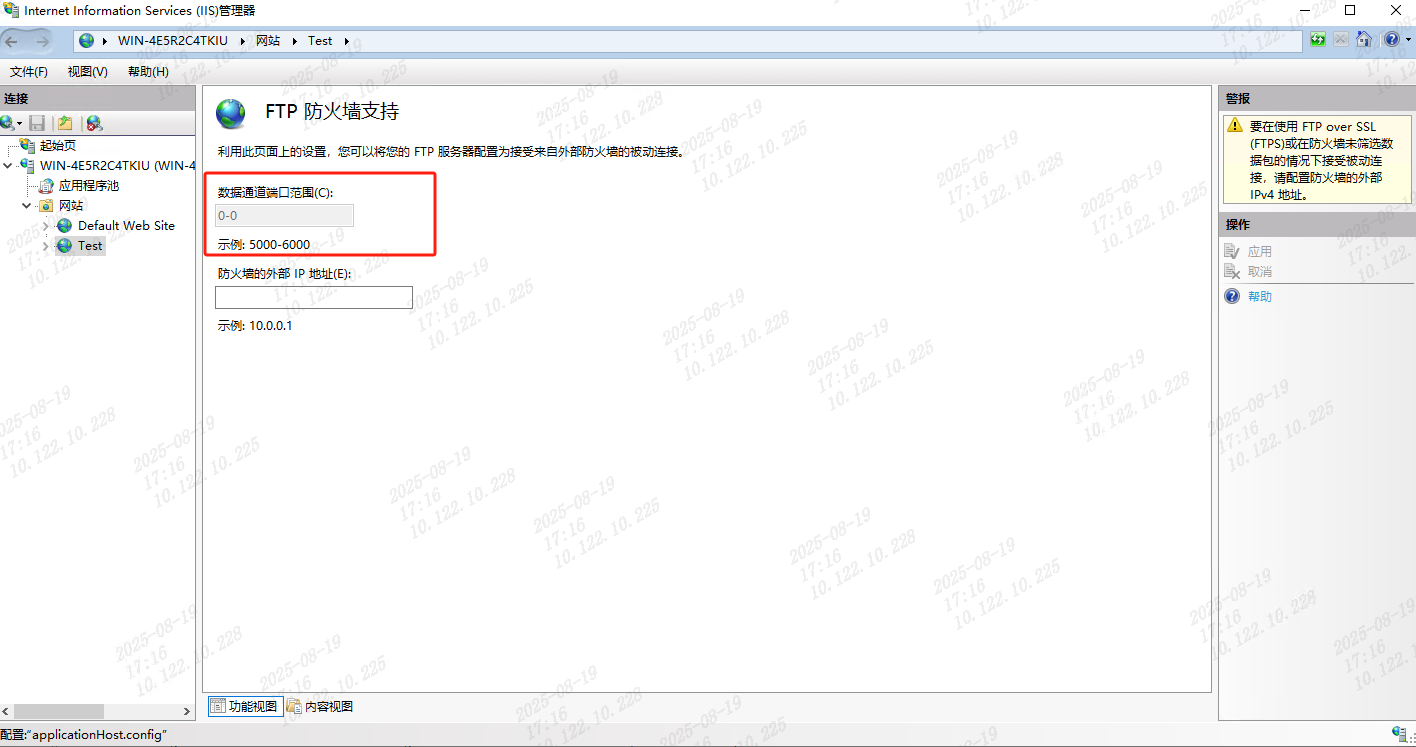 Internet Information Services (IIS)管理器
WIN-4E5R2C4TKIU
网站
Test
文件(F)
视图(V)
帮助(H)
连接
起始页
WIN-4E5R2C4TKIU (WIN-4
应用程序池
网站
Default Web Site
Test
FTP 防火墙支持
利用此页面上的设置，您可以将您的 FTP 服务器配置为接受来自外部防火墙的被动连接。
数据通道端口范围(C):
0-0
示例: 5000-6000
防火墙的外部 IP 地址(E):
示例: 10.0.0.1
功能视图
内容视图
警报
要在使用 FTP over SSL
(FTPS)或在防火墙未筛选数
据包的情况下接受被动连
接，请配置防火墙的外部
IPv4 地址。
操作
应用
取消
帮助
配置:"applicationHost.config"
2025-08-19
17:16
10.122.10.228
2025-08-19
17:16
10.122.10.225